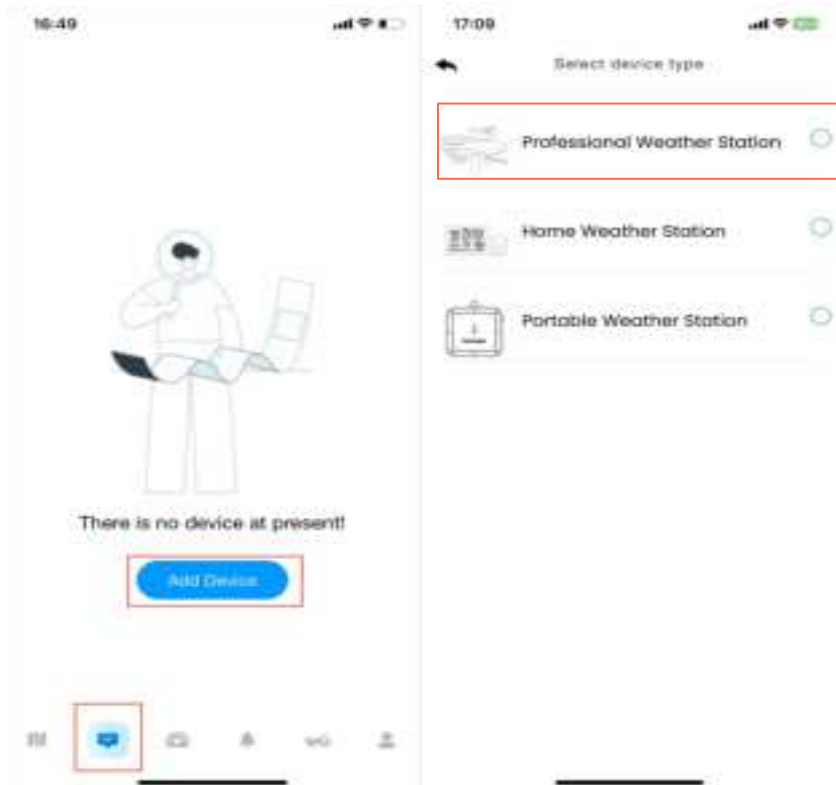 16:49
There is no device at present!
Add Device
17:09
Select device type
Professional Weather Station
Home Weather Station
Portable Weather Station